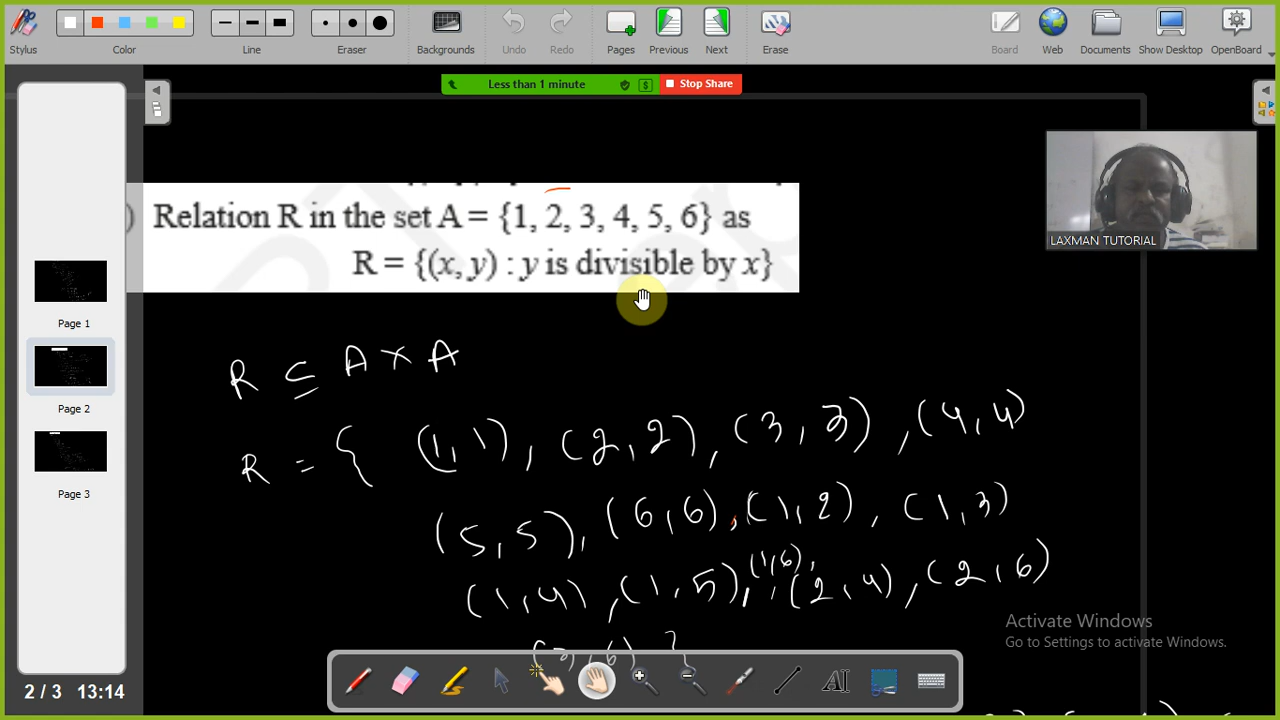 Stylus Color Line Eraser Backgrounds Undo Redo Pages Previous Next Erase Board Web Documents Show Desktop OpenBoard
Less than 1 minute Stop Share
LAXMAN TUTORIAL
) Relation R in the set A = {1, 2, 3, 4, 5, 6} as
R = {(x, y) : y is divisible by x}
R ⊆ A × A
R = { (1,1), (2,2), (3,3), (4,4)
(5,5), (6,6), (1,2), (1,3)
(1,4), (1,5), (1,6), (2,4), (2,6)
(3,6) }
Page 1
Page 2
Page 3
2 / 3 13:14
Activate Windows
Go to Settings to activate Windows.